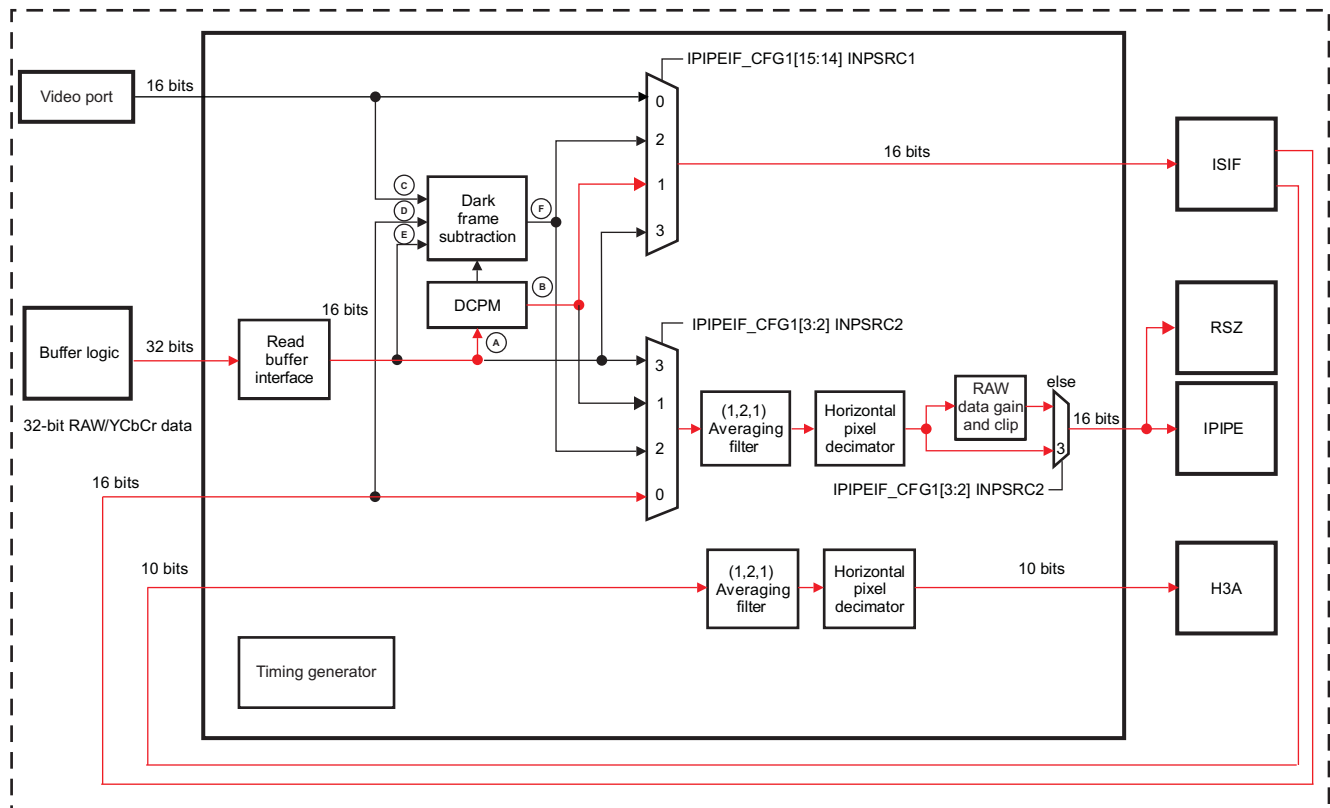 IPIPEIF_CFG1[15:14] INPSRC1
Video port
16 bits
0
2
1
3
16 bits
ISIF
C
D
E
Dark
frame
subtraction
F
B
DCPM
A
16 bits
Buffer logic
32 bits
Read
buffer
interface
32-bit RAW/YCbCr data
IPIPEIF_CFG1[3:2] INPSRC2
3
1
2
0
(1,2,1)
Averaging
filter
Horizontal
pixel
decimator
RAW
data gain
and clip
else
3
16 bits
IPIPEIF_CFG1[3:2] INPSRC2
RSZ
IPIPE
16 bits
10 bits
(1,2,1)
Averaging
filter
Horizontal
pixel
decimator
10 bits
H3A
Timing generator